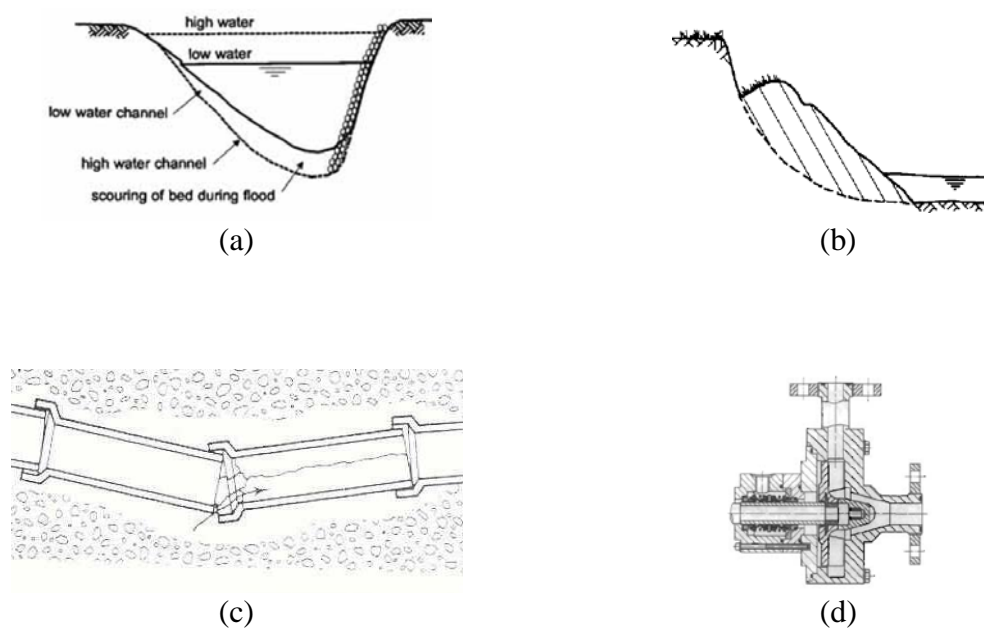 high water
low water
low water channel
high water channel
scouring of bed during flood
(a)
(b)
(c)
(d)